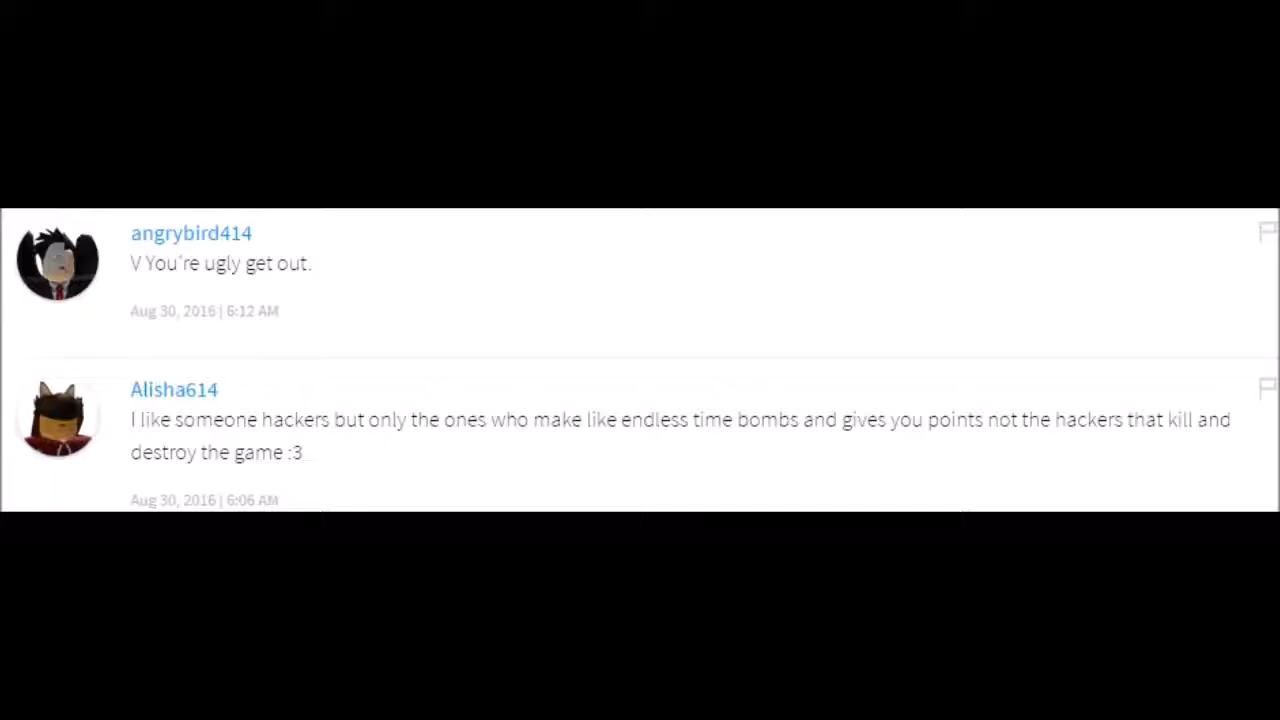 angrybird414
V You're ugly get out.
Aug 30, 2016 | 6:12 AM
Alisha614
I like someone hackers but only the ones who make like endless time bombs and gives you points not the hackers that kill and
destroy the game :3
Aug 30, 2016 | 6:06 AM